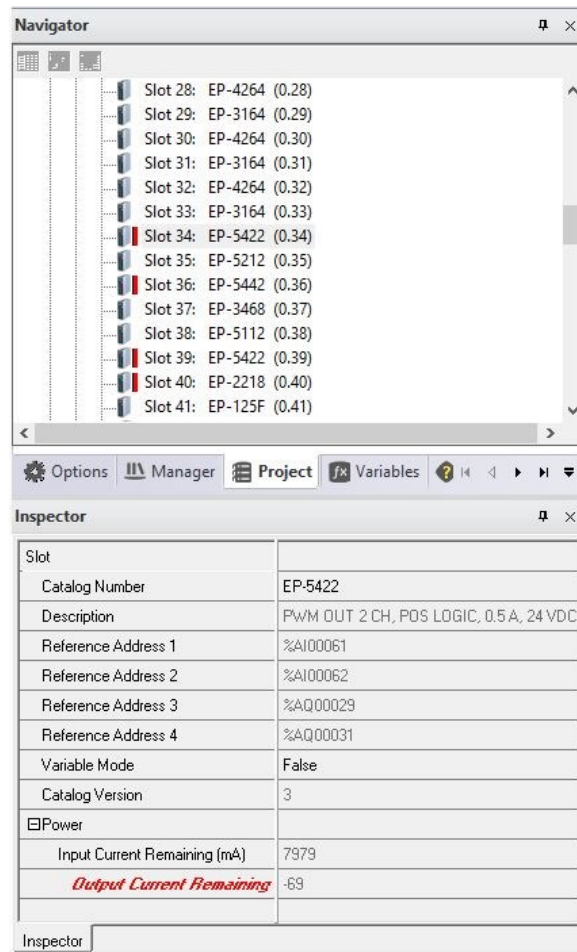 Navigator
Slot 28: EP-4264 (0.28)
Slot 29: EP-3164 (0.29)
Slot 30: EP-4264 (0.30)
Slot 31: EP-3164 (0.31)
Slot 32: EP-4264 (0.32)
Slot 33: EP-3164 (0.33)
Slot 34: EP-5422 (0.34)
Slot 35: EP-5212 (0.35)
Slot 36: EP-5442 (0.36)
Slot 37: EP-3468 (0.37)
Slot 38: EP-5112 (0.38)
Slot 39: EP-5422 (0.39)
Slot 40: EP-2218 (0.40)
Slot 41: EP-125F (0.41)
Options Manager Project fx Variables ?
Inspector
Slot
Catalog Number EP-5422
Description PWM OUT 2 CH, POS LOGIC, 0.5 A, 24 VDC
Reference Address 1 %AI00061
Reference Address 2 %AI00062
Reference Address 3 %AQ00029
Reference Address 4 %AQ00031
Variable Mode False
Catalog Version 3
Power
Input Current Remaining (mA) 7979
Output Current Remaining -69
Inspector